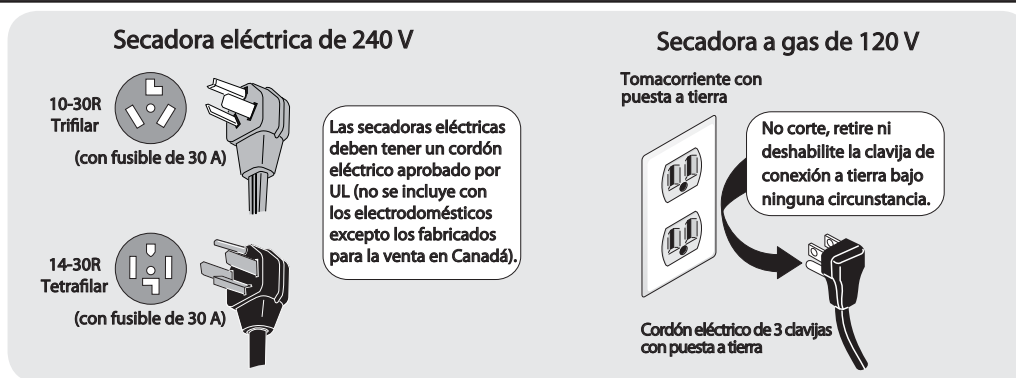 Secadora eléctrica de 240 V
10-30R
Trifilar
(con fusible de 30 A)
14-30R
Tetrafilar
(con fusible de 30 A)
Las secadoras eléctricas
deben tener un cordón
eléctrico aprobado por
UL (no se incluye con
los electrodomésticos
excepto los fabricados
para la venta en Canadá).
Secadora a gas de 120 V
Tomacorriente con
puesta a tierra
No corte, retire ni
deshabilite la clavija de
conexión a tierra bajo
ninguna circunstancia.
Cordón eléctrico de 3 clavijas
con puesta a tierra